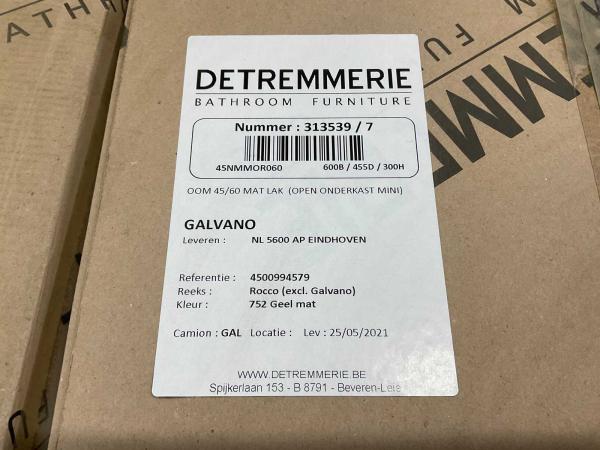 DETREMMERIE
BATHROOM FURNITURE
Nummer : 313539 / 7
45NMMOR060 600B / 455D / 300H
OOM 45/60 MAT LAK (OPEN ONDERKAST MINI)
GALVANO
Leveren : NL 5600 AP EINDHOVEN
Referentie : 4500994579
Reeks : Rocco (excl. Galvano)
Kleur : 752 Geel mat
Camion : GAL Locatie : Lev : 25/05/2021
WWW.DETREMMERIE.BE
Spijkerlaan 153 - B 8791 - Beveren-Leie